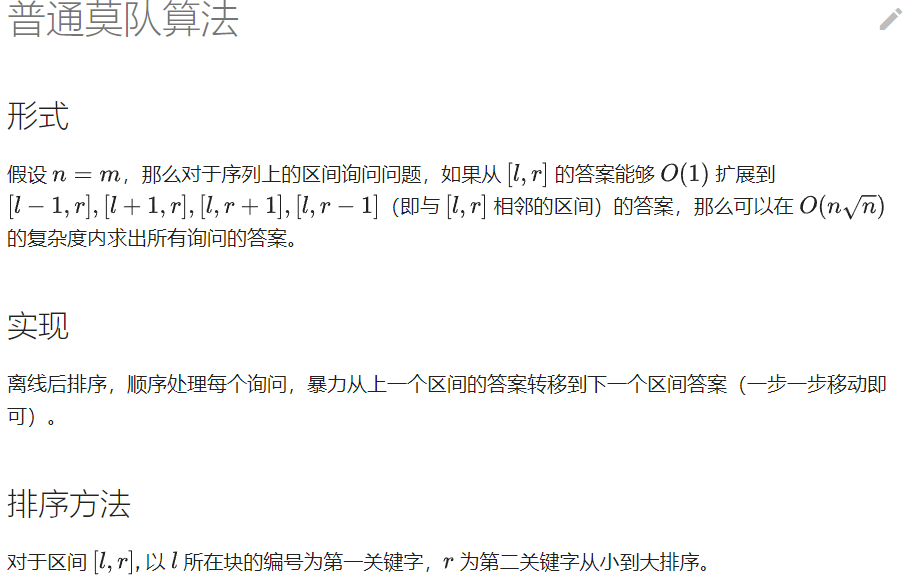 普通莫队算法
形式
假设 n = m，那么对于序列上的区间询问问题，如果从 [l, r] 的答案能够 O(1) 扩展到
[l − 1, r], [l + 1, r], [l, r + 1], [l, r − 1]（即与 [l, r] 相邻的区间）的答案，那么可以在 O(n√n)
的复杂度内求出所有询问的答案。
实现
离线后排序，顺序处理每个询问，暴力从上一个区间的答案转移到下一个区间答案（一步一步移动即
可）。
排序方法
对于区间 [l, r], 以 l 所在块的编号为第一关键字，r 为第二关键字从小到大排序。